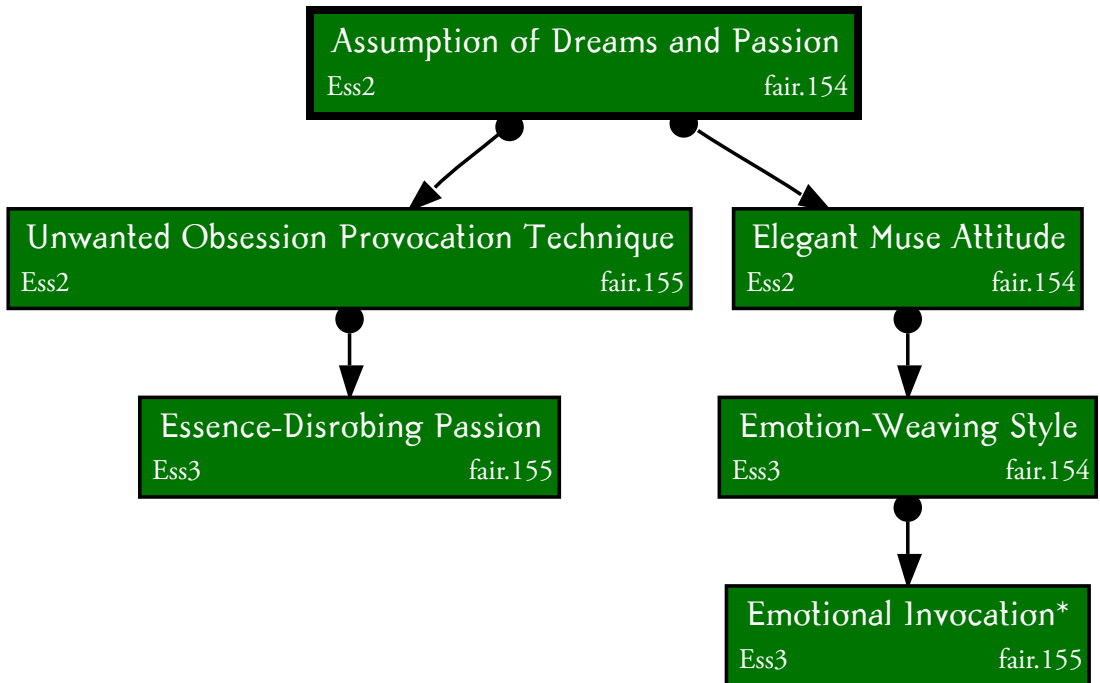 Assumption of Dreams and Passion
Ess2 fair.154
Unwanted Obsession Provocation Technique
Ess2 fair.155
Elegant Muse Attitude
Ess2 fair.154
Essence-Disrobing Passion
Ess3 fair.155
Emotion-Weaving Style
Ess3 fair.154
Emotional Invocation*
Ess3 fair.155